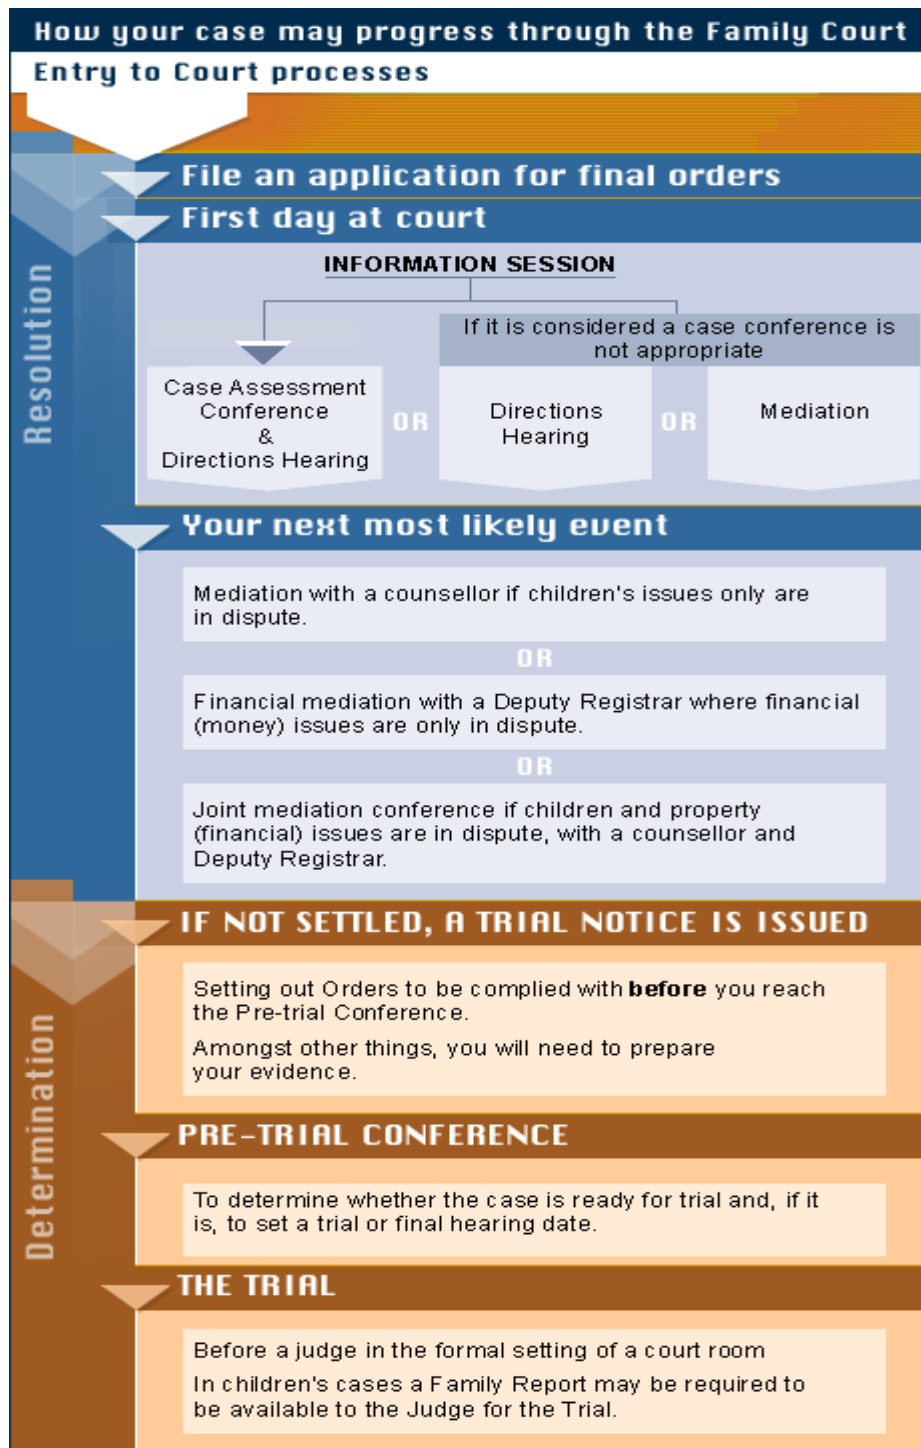 How your case may progress through the Family Court
Entry to Court processes
File an application for final orders
First day at court
INFORMATION SESSION
If it is considered a case conference is
not appropriate
Case Assessment
Conference
&
Directions Hearing
OR
Directions
Hearing
OR
Mediation
Your next most likely event
Mediation with a counsellor if children's issues only are
in dispute.
OR
Financial mediation with a Deputy Registrar where financial
(money) issues are only in dispute.
OR
Joint mediation conference if children and property
(financial) issues are in dispute, with a counsellor and
Deputy Registrar.
Resolution
IF NOT SETTLED, A TRIAL NOTICE IS ISSUED
Setting out Orders to be complied with before you reach
the Pre-trial Conference.
Amongst other things, you will need to prepare
your evidence.
PRE-TRIAL CONFERENCE
To determine whether the case is ready for trial and, if it
is, to set a trial or final hearing date.
THE TRIAL
Before a judge in the formal setting of a court room
In children's cases a Family Report may be required to
be available to the Judge for the Trial.
Determination